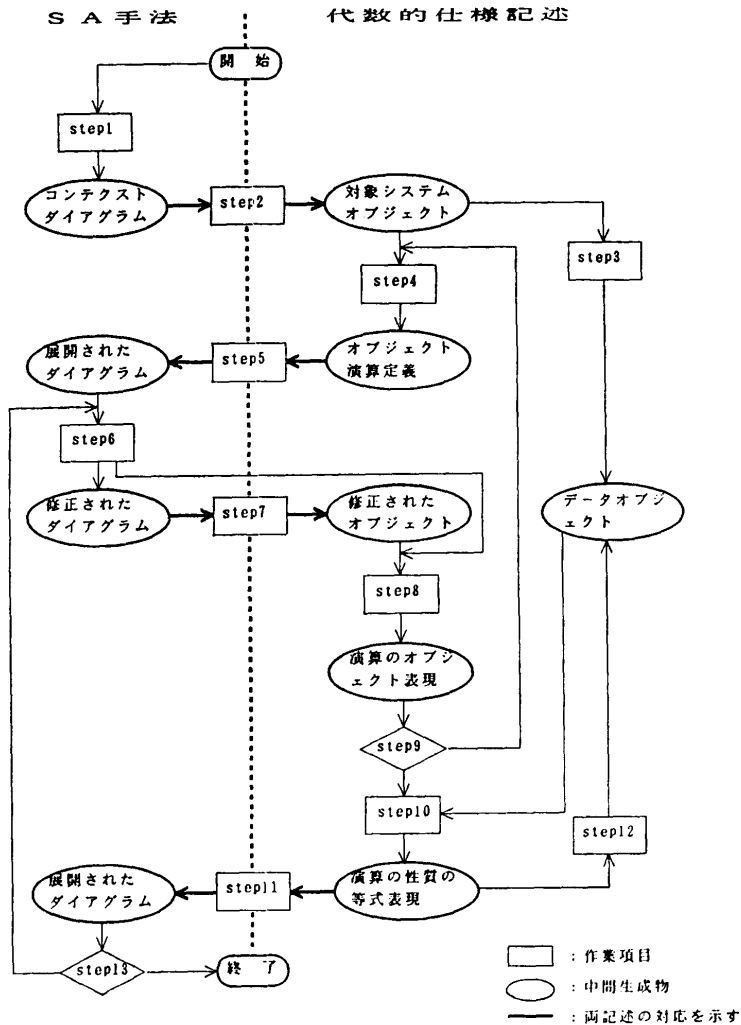 SA手法
代数的仕様記述
開 始
step1
コンテクスト
ダイアグラム
step2
対象システム
オブジェクト
step3
step4
展開された
ダイアグラム
step5
オブジェクト
演算定義
step6
修正された
ダイアグラム
step7
修正された
オブジェクト
データオブジ
ェクト
step8
演算のオブジ
ェクト表現
step9
step10
step12
展開された
ダイアグラム
step11
演算の性質の
等式表現
step13
終 了
:作業項目
:中間生成物
:両記述の対応を示す